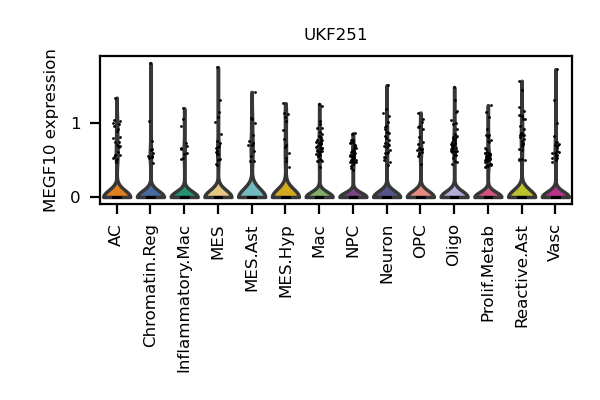 UKF251
MEGF10 expression
1
0
AC
Chromatin.Reg
Inflammatory.Mac
MES
MES.Ast
MES.Hyp
Mac
NPC
Neuron
OPC
Oligo
Prolif.Metab
Reactive.Ast
Vasc